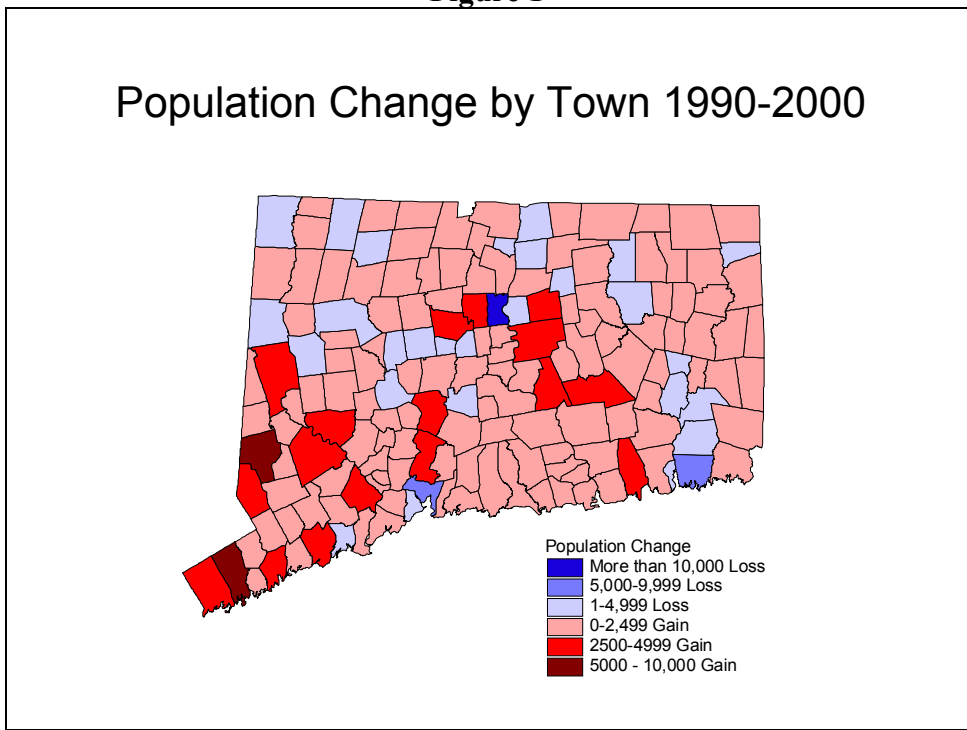 Population Change by Town 1990-2000
Population Change
More than 10,000 Loss
5,000-9,999 Loss
1-4,999 Loss
0-2,499 Gain
2500-4999 Gain
5000 - 10,000 Gain